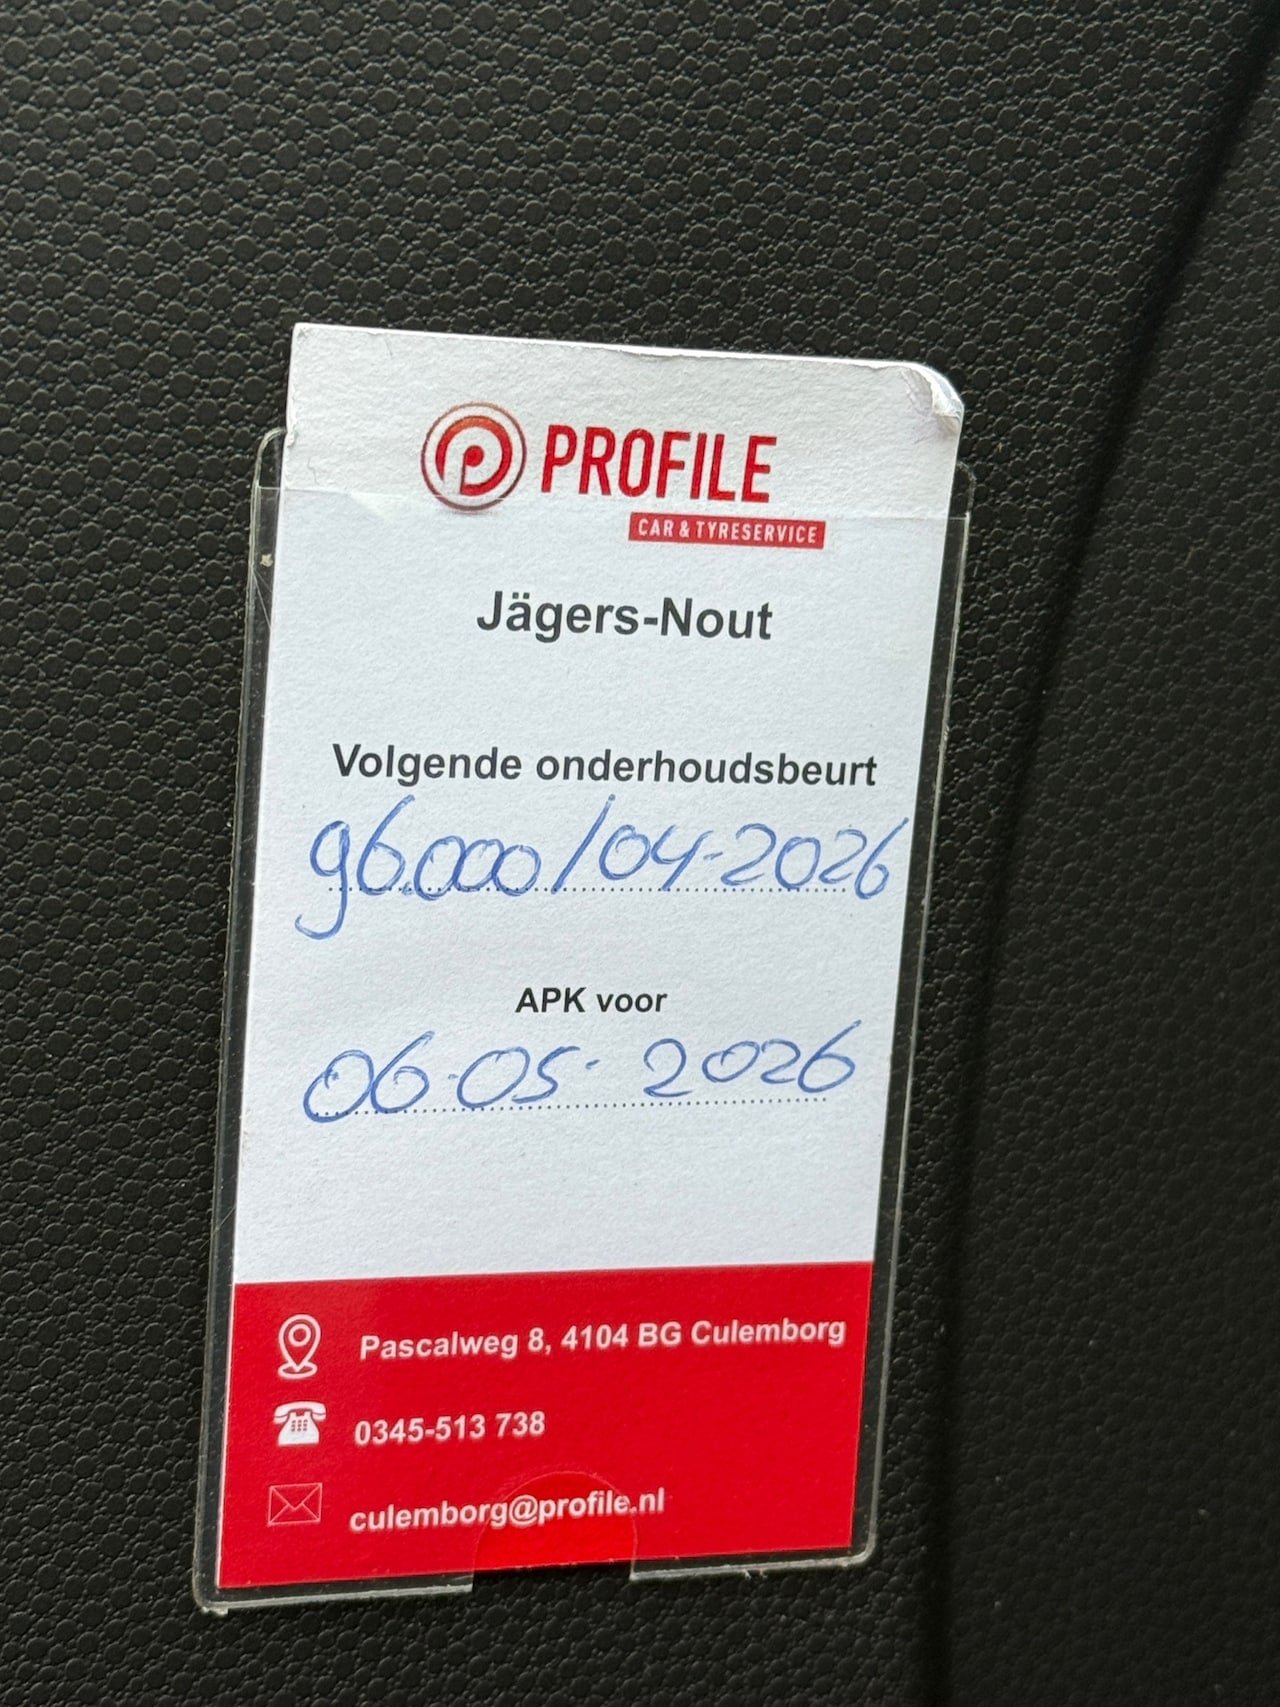 PROFILE
CAR & TYRESERVICE
Jägers-Nout
Volgende onderhoudsbeurt
96.000/04-2026
APK voor
06-05-2026
Pascalweg 8, 4104 BG Culemborg
0345-513 738
culemborg@profile.nl